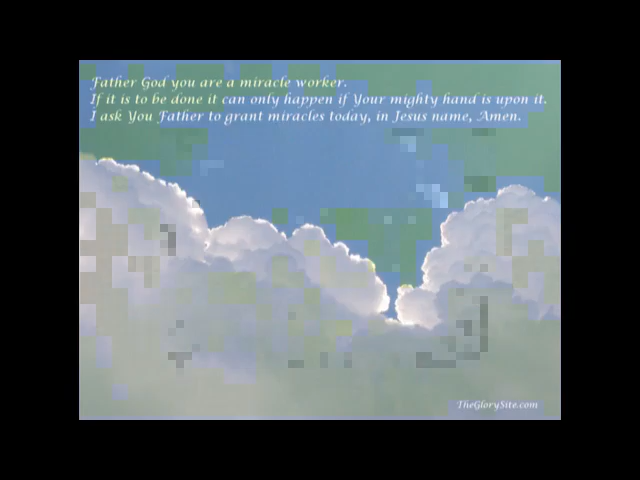 Father God you are a miracle worker.
If it is to be done it can only happen if Your mighty hand is upon it.
I ask You Father to grant miracles today, in Jesus name, Amen.
TheGlorySite.com